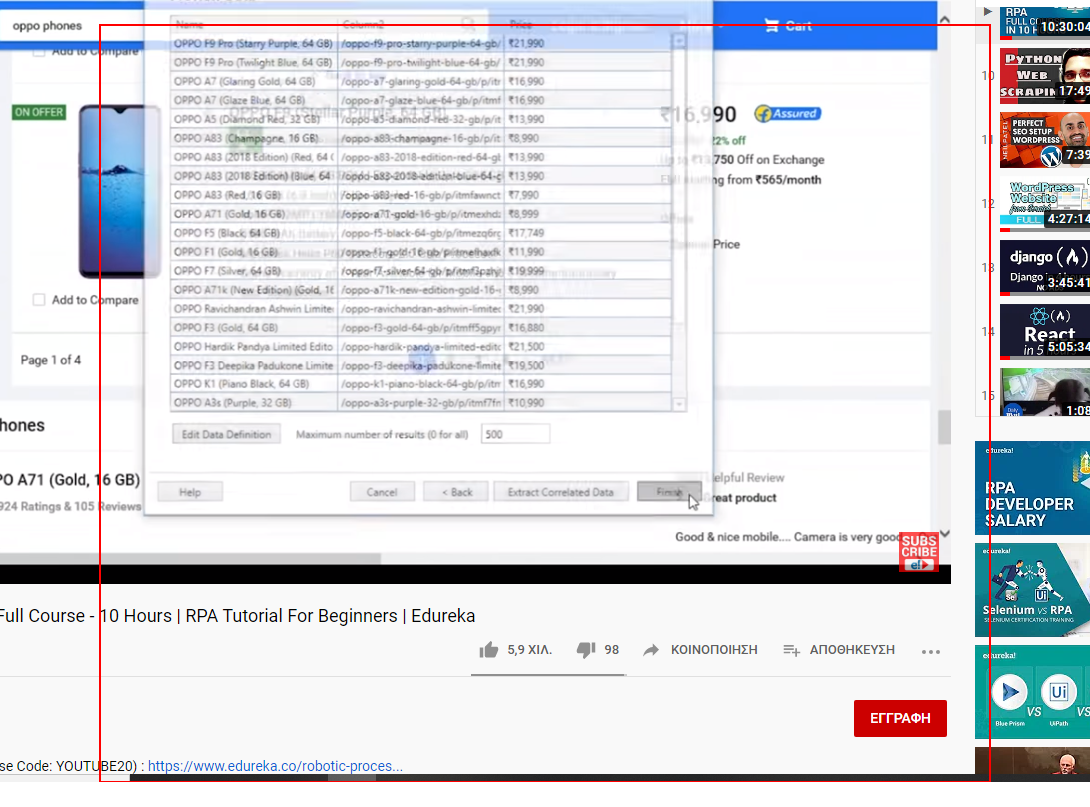 oppo phones
Cart
Add to Compare
ON OFFER
Add to Compare
Page 1 of 4
Name Column2 Price
OPPO F9 Pro (Starry Purple, 64 GB) /oppo-f9-pro-starry-purple-64-gb/ ₹21,990
OPPO F9 Pro (Twilight Blue, 64 GB) /oppo-f9-pro-twilight-blue-64-gb/ ₹21,990
OPPO A7 (Glaring Gold, 64 GB) /oppo-a7-glaring-gold-64-gb/p/itr ₹16,990
OPPO A7 (Glaze Blue, 64 GB) /oppo-a7-glaze-blue-64-gb/p/itmf ₹16,990
OPPO A5 (Diamond Red, 32 GB) /oppo-a5-diamond-red-32-gb/p/it ₹13,990
OPPO A83 (Champagne, 16 GB) /oppo-a83-champagne-16-gb/p/it ₹8,990
OPPO A83 (2018 Edition) (Red, 64 G /oppo-a83-2018-edition-red-64-gl ₹13,990
OPPO A83 (2018 Edition) (Blue, 64 /oppo-a83-2018-edition-blue-64-g ₹13,990
OPPO A83 (Red, 16 GB) /oppo-a83-red-16-gb/p/itmfawnct ₹7,990
OPPO A71 (Gold, 16 GB) /oppo-a71-gold-16-gb/p/itmexhd ₹8,999
OPPO F5 (Black, 64 GB) /oppo-f5-black-64-gb/p/itmezq6r ₹17,749
OPPO F1 (Gold, 16 GB) /oppo-f1-gold-16-gb/p/ ₹11,990
OPPO F7 (Silver, 64 GB) /oppo-f7-silver-64-gb/p/ ₹19,999
OPPO A71k (New Edition) (Gold, 16 /oppo-a71k-new-edition-gold-16- ₹8,990
OPPO Ravichandran Ashwin Limite /oppo-ravichandran-ashwin-limitec ₹21,990
OPPO F3 (Gold, 64 GB) /oppo-f3-gold-64-gb/p/itmff5gpyr ₹16,880
OPPO Hardik Pandya Limited Editio /oppo-hardik-pandya-limited-editc ₹21,500
OPPO F3 Deepika Padukone Limite /oppo-f3-deepika-padukone-limite ₹19,500
OPPO K1 (Piano Black, 64 GB) /oppo-k1-piano-black-64-gb/p/itr ₹16,990
OPPO A3s (Purple, 32 GB) /oppo-a3s-purple-32-gb/p/itmf7fn ₹10,990
Edit Data Definition Maximum number of results (0 for all) 500
Help Cancel < Back Extract Correlated Data Finish
₹16,990 Assured
22% off
750 Off on Exchange
ng from ₹565/month
Price
hones
PO A71 (Gold, 16 GB)
924 Ratings & 105 Reviews
elpful Review
Great product
Good & nice mobile.... Camera is very good
SUBS
CRIBE
e!
Full Course - 10 Hours | RPA Tutorial For Beginners | Edureka
5,9 ΧΙΛ. 98 ΚΟΙΝΟΠΟΙΗΣΗ ΑΠΟΘΗΚΕΥΣΗ
ΕΓΓΡΑΦΗ
se Code: YOUTUBE20) : https://www.edureka.co/robotic-proces...
RPA
FULL C
IN 10 H
10:30:04
10
PYTHON
WEB
SCRAPIN
17:49
11
NEIL PATEL
PERFECT
SEO SETUP
WORDPRESS
7:39
12
WordPress
Website
FULL
4:27:14
13
django
Django
3:45:41
14
React
in 5
5:05:34
15
1:08
edureka!
RPA
DEVELOPER
SALARY
edureka!
Se
Ui
Selenium vs RPA
SELENIUM CERTIFICATION TRAINING
edureka!
Ui
VS
VS
Blue Prism
UiPath